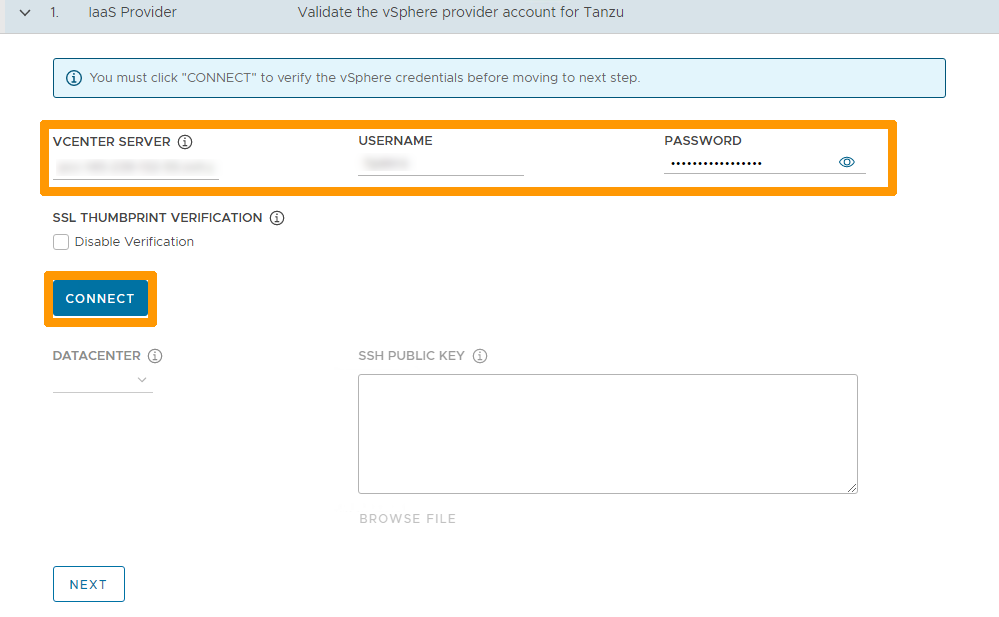 1. IaaS Provider Validate the vSphere provider account for Tanzu
You must click "CONNECT" to verify the vSphere credentials before moving to next step.
VCENTER SERVER USERNAME PASSWORD
•••••••••••••••••
SSL THUMBPRINT VERIFICATION
Disable Verification
CONNECT
DATACENTER SSH PUBLIC KEY
BROWSE FILE
NEXT